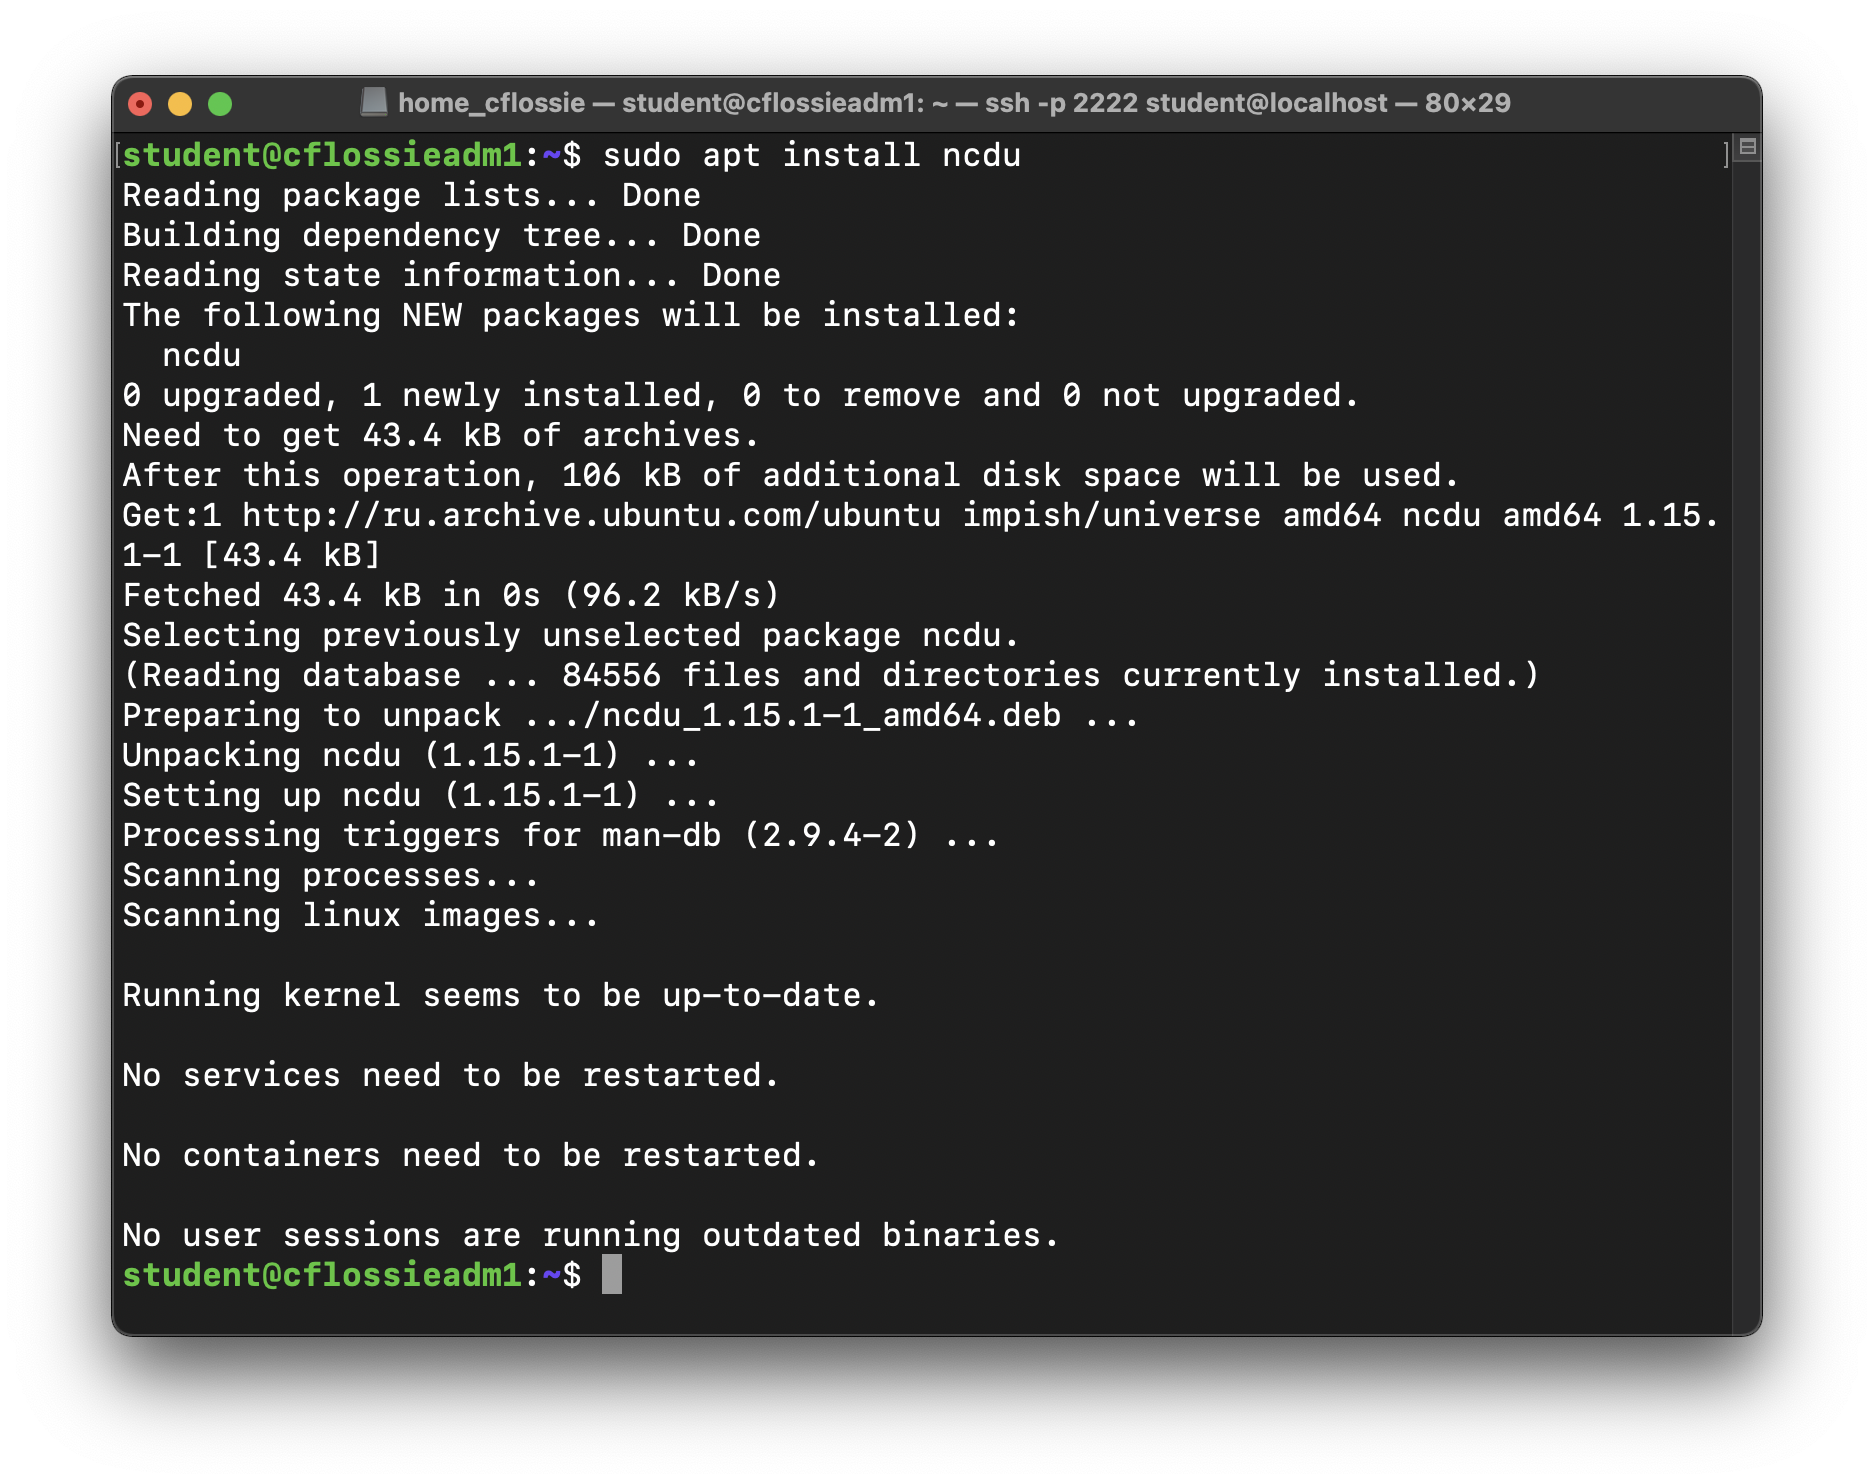 home_cflossie — student@cflossieadm1: ~ — ssh -p 2222 student@localhost — 80×29
[student@cflossieadm1:~$ sudo apt install ncdu ]
Reading package lists... Done
Building dependency tree... Done
Reading state information... Done
The following NEW packages will be installed:
  ncdu
0 upgraded, 1 newly installed, 0 to remove and 0 not upgraded.
Need to get 43.4 kB of archives.
After this operation, 106 kB of additional disk space will be used.
Get:1 http://ru.archive.ubuntu.com/ubuntu impish/universe amd64 ncdu amd64 1.15.
1-1 [43.4 kB]
Fetched 43.4 kB in 0s (96.2 kB/s)
Selecting previously unselected package ncdu.
(Reading database ... 84556 files and directories currently installed.)
Preparing to unpack .../ncdu_1.15.1-1_amd64.deb ...
Unpacking ncdu (1.15.1-1) ...
Setting up ncdu (1.15.1-1) ...
Processing triggers for man-db (2.9.4-2) ...
Scanning processes...
Scanning linux images...
Running kernel seems to be up-to-date.
No services need to be restarted.
No containers need to be restarted.
No user sessions are running outdated binaries.
student@cflossieadm1:~$